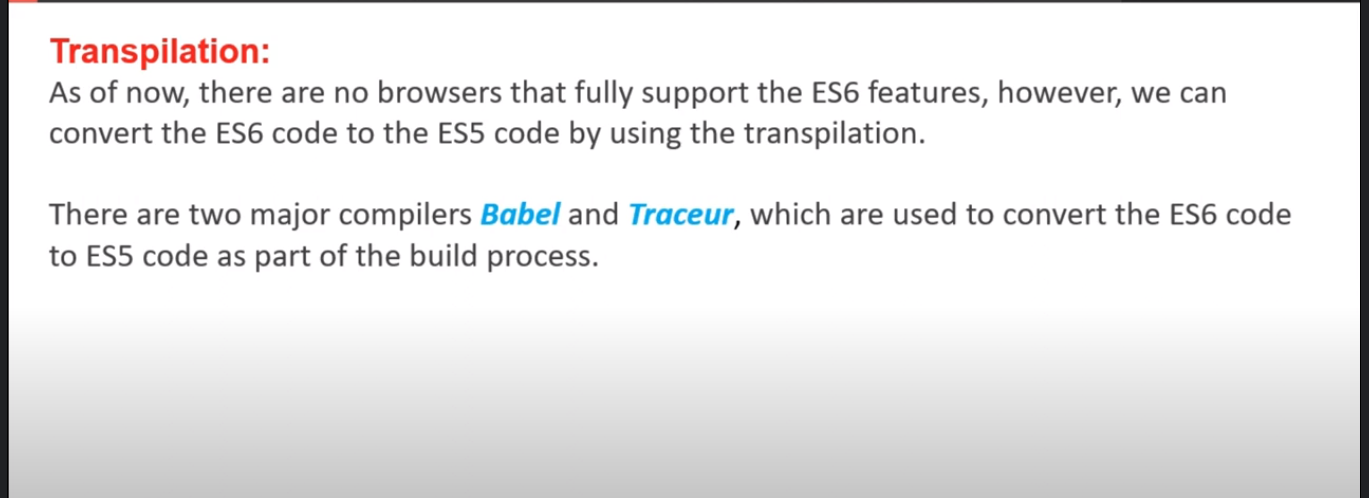 Transpilation:
As of now, there are no browsers that fully support the ES6 features, however, we can
convert the ES6 code to the ES5 code by using the transpilation.
There are two major compilers Babel and Traceur, which are used to convert the ES6 code
to ES5 code as part of the build process.